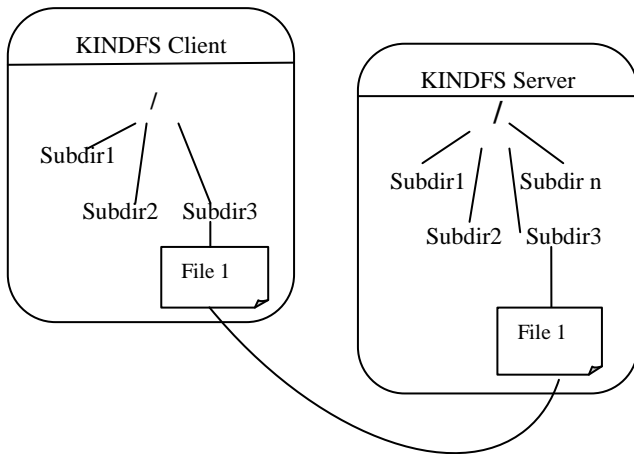 KINDFS Client
/
Subdir1
Subdir2 Subdir3
File 1
KINDFS Server
/
Subdir1 Subdir n
Subdir2 Subdir3
File 1